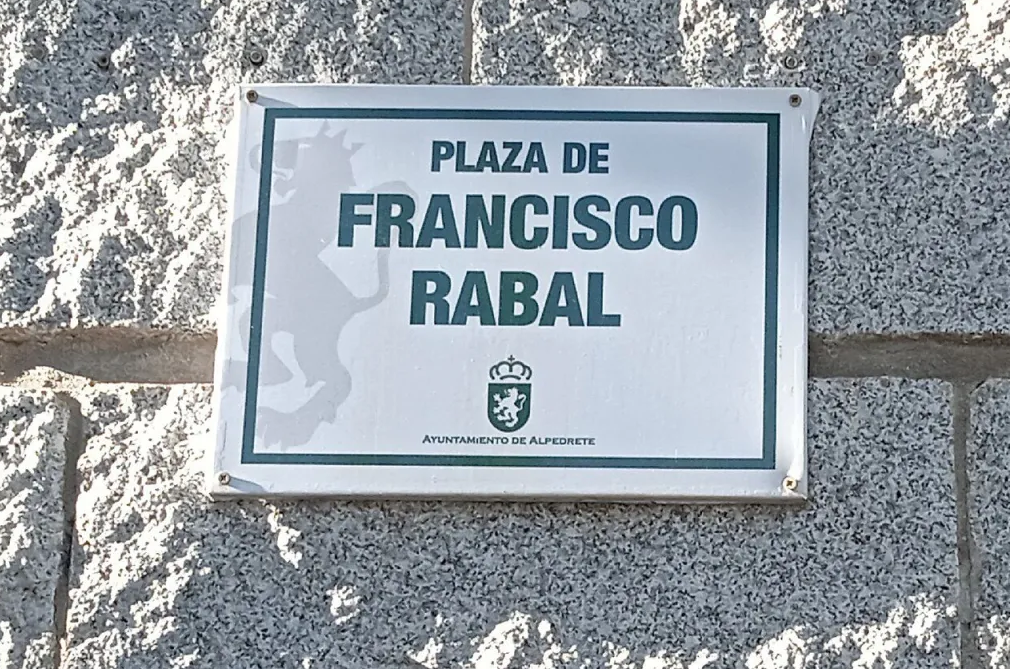 PLAZA DE
FRANCISCO
RABAL
AYUNTAMIENTO DE ALPEDRETE